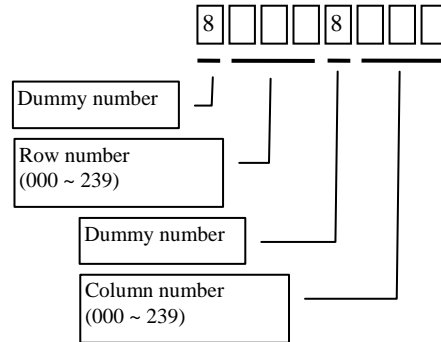 8 8
Dummy number
Row number
(000 ~ 239)
Dummy number
Column number
(000 ~ 239)